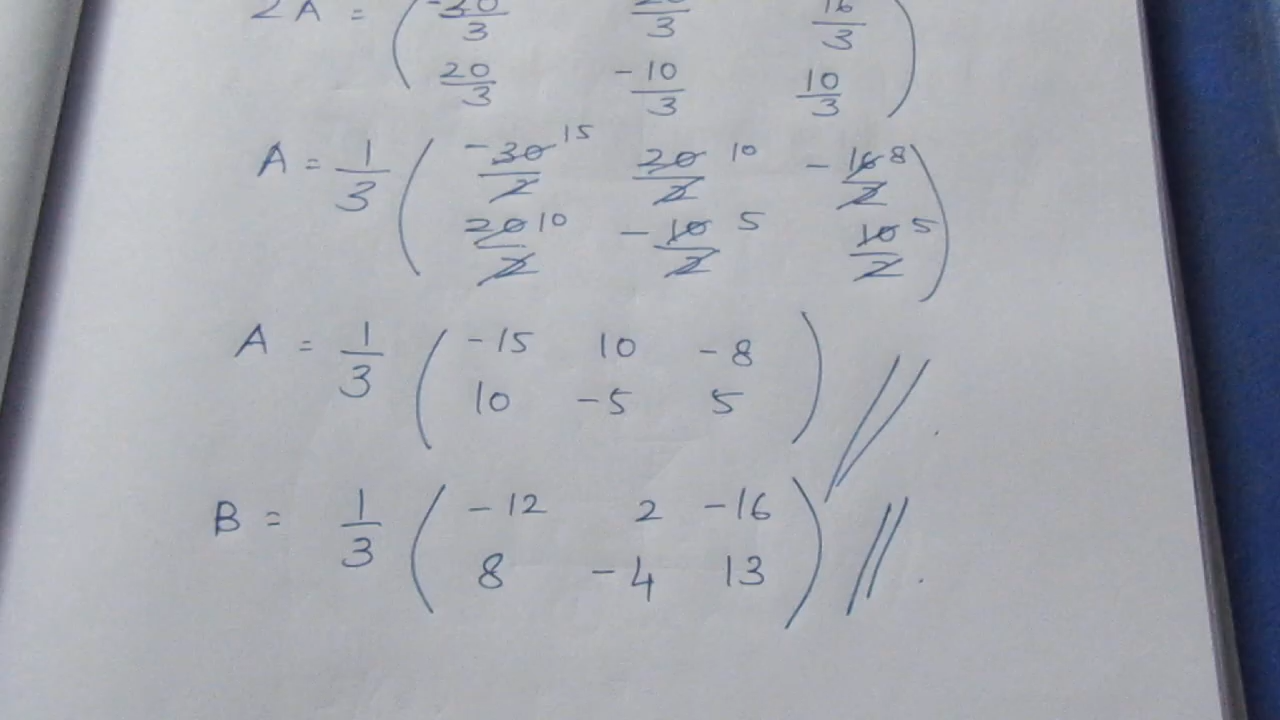 2A = ( -30/3 20/3 16/3
20/3 -10/3 10/3 )
A = 1/3 ( -30/2 15 20/2 10 -16/2 8
20/2 10 -10/2 5 10/2 5 )
A = 1/3 ( -15 10 -8
10 -5 5 )
B = 1/3 ( -12 2 -16
8 -4 13 )